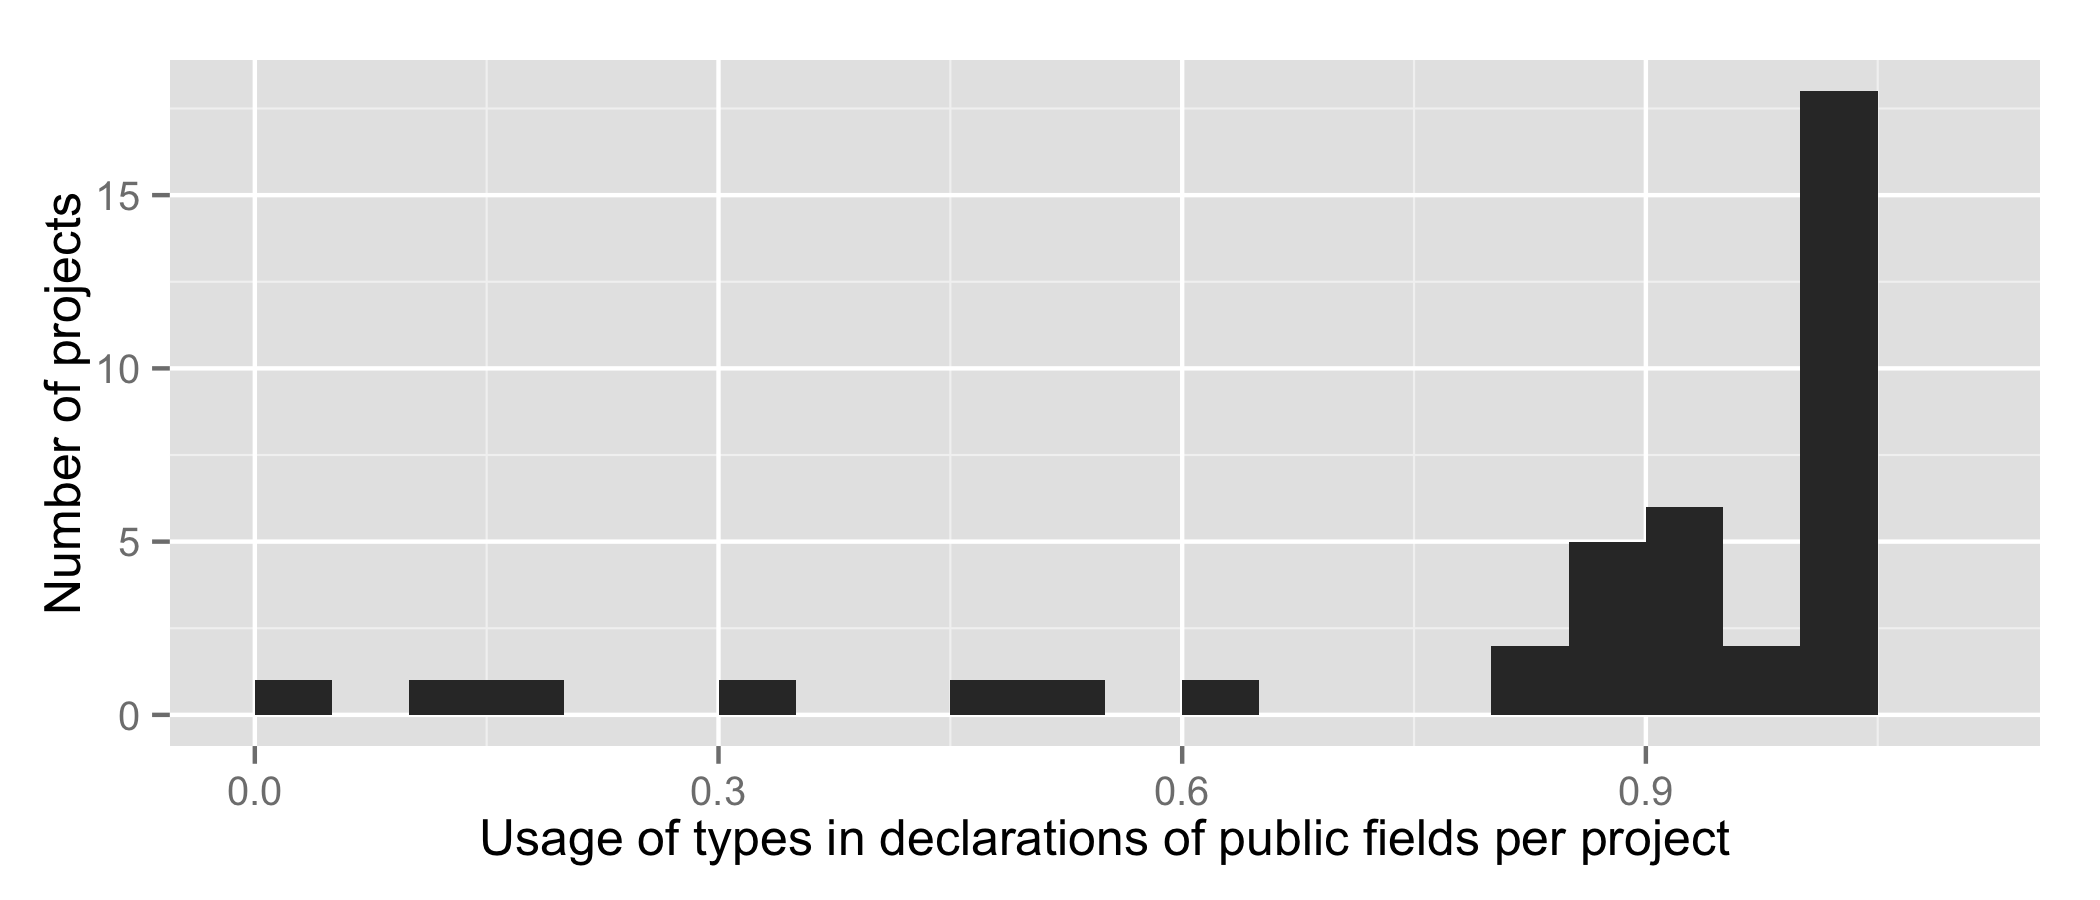 Number of projects
15
10
5
0
0.0 0.3 0.6 0.9
Usage of types in declarations of public fields per project